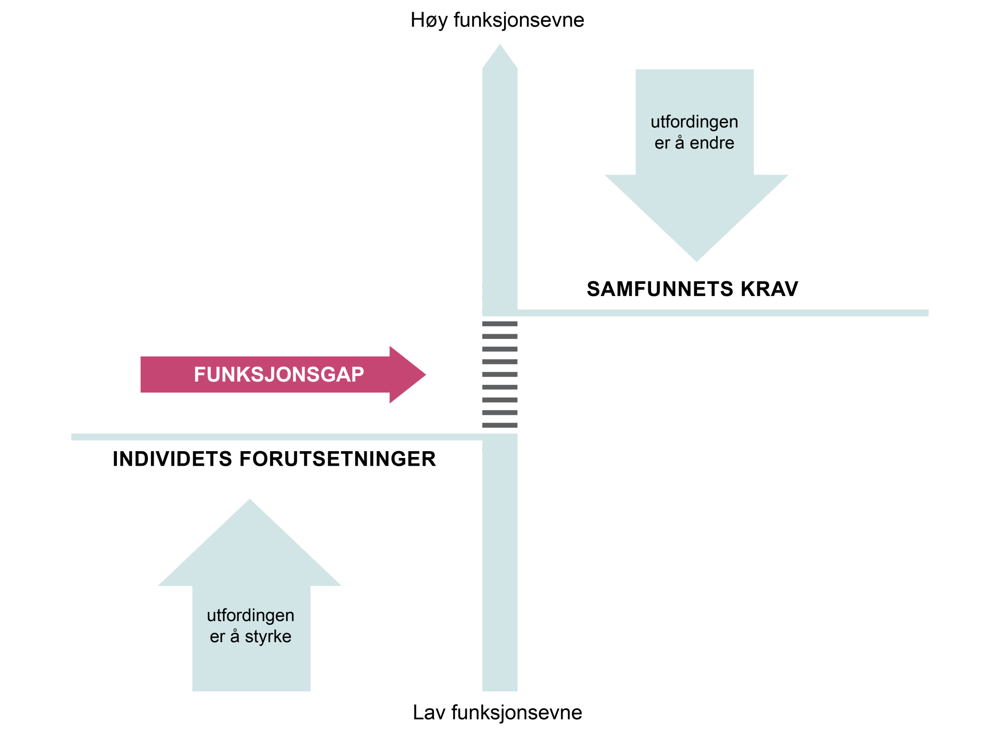 Høy funksjonsevne
utfordingen
er å endre
SAMFUNNETS KRAV
FUNKSJONSGAP
INDIVIDETS FORUTSETNINGER
utfordingen
er å styrke
Lav funksjonsevne